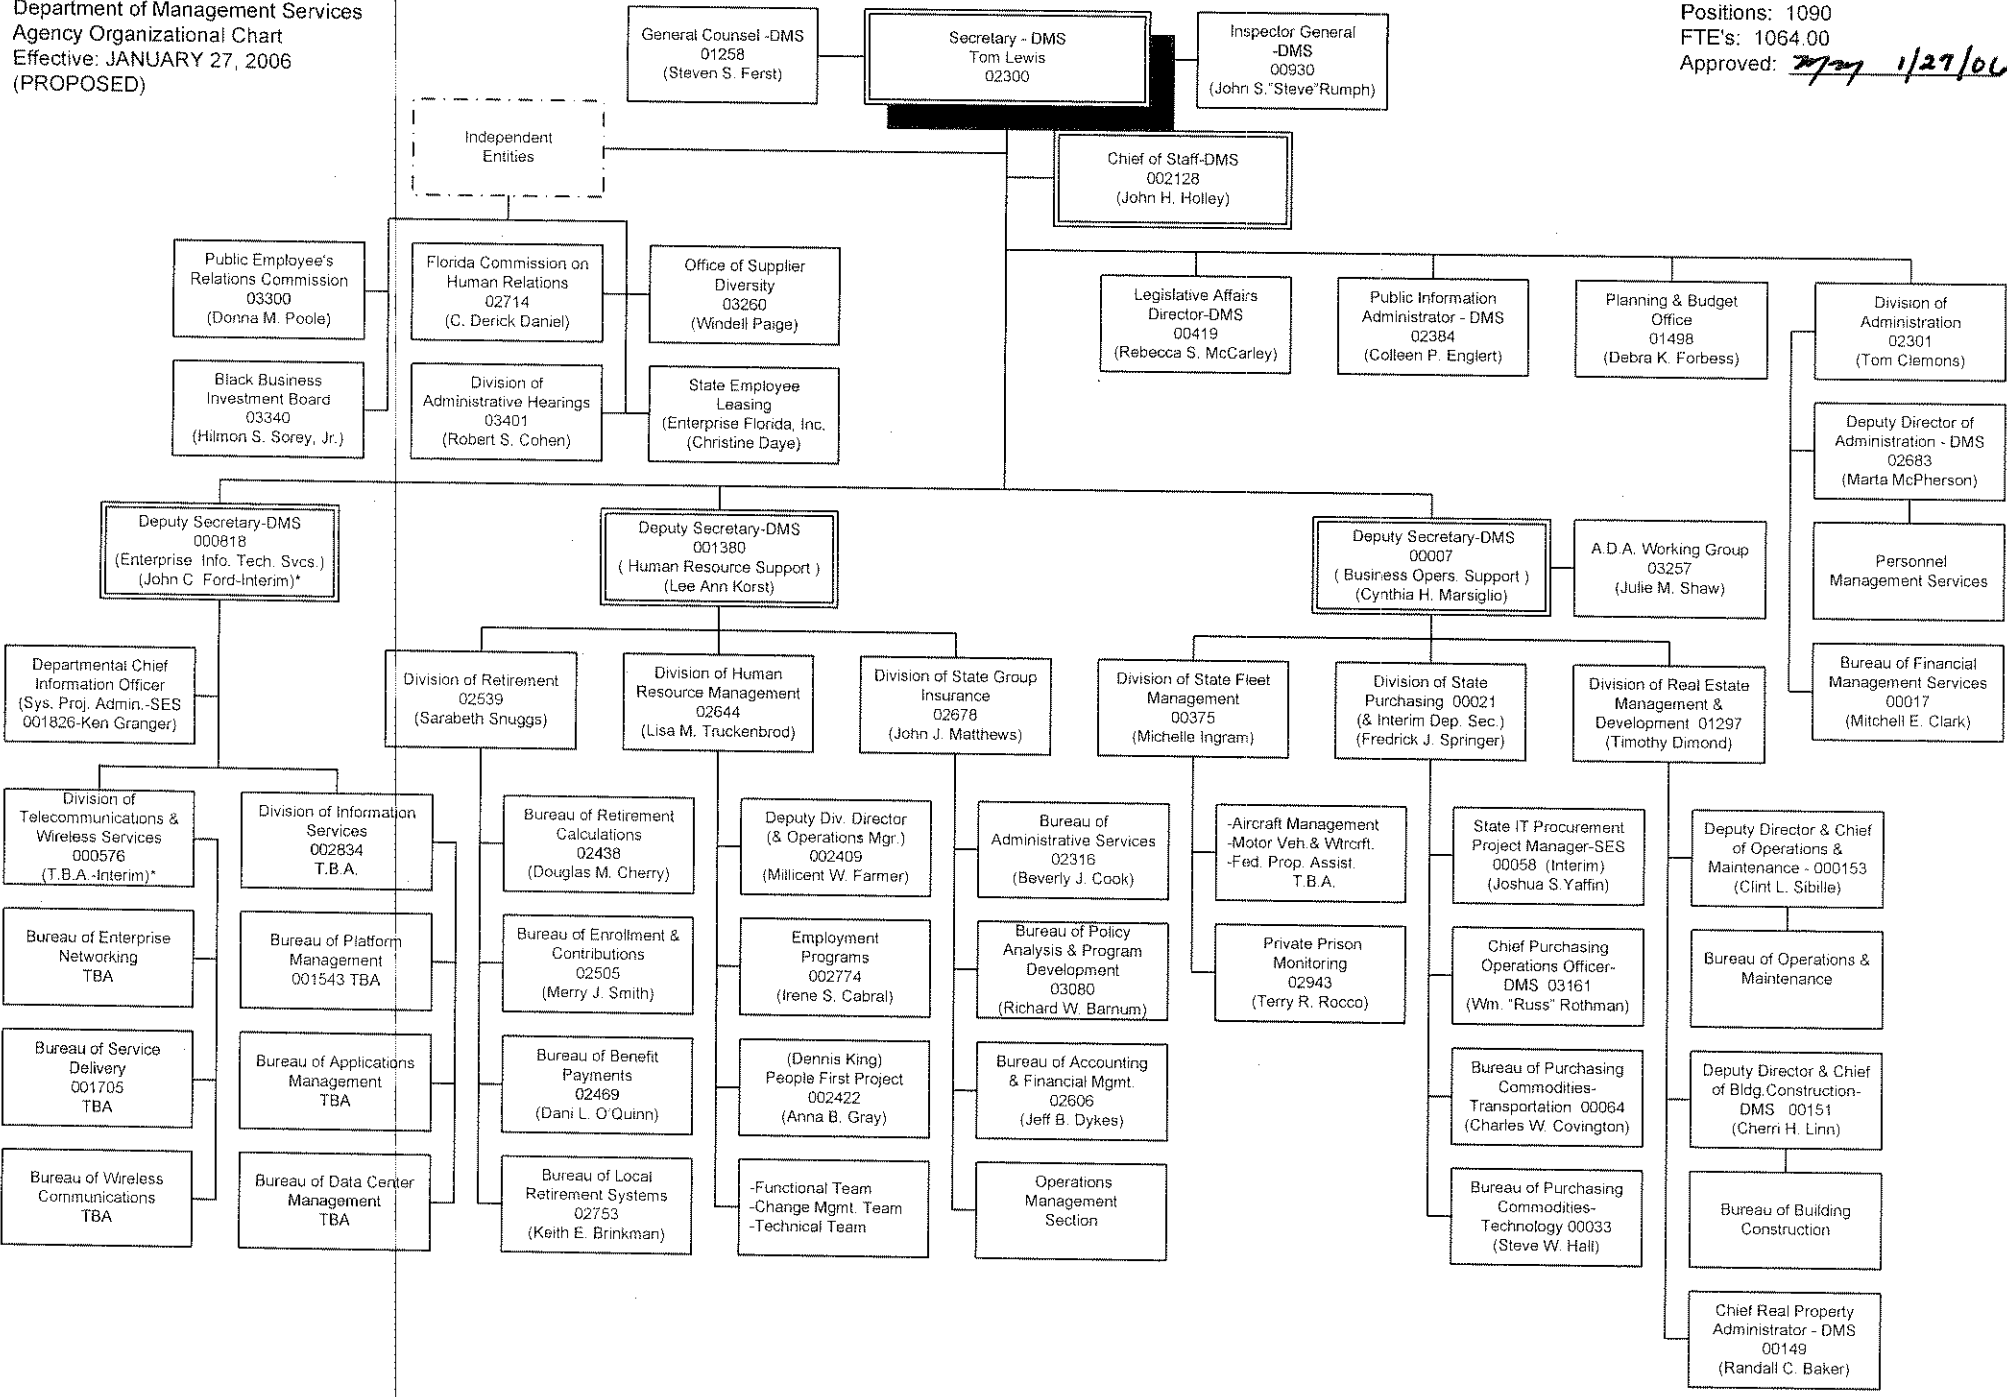 Department of Management Services
Agency Organizational Chart
Effective: JANUARY 27, 2006
(PROPOSED)
General Counsel -DMS
01258
(Steven S. Ferst)
Secretary - DMS
Tom Lewis
02300
Inspector General
-DMS
00930
(John S."Steve"Rumph)
Positions: 1090
FTE's: 1064.00
Approved: 1/27/06
Independent
Entities
Chief of Staff-DMS
002128
(John H. Holley)
Public Employee's
Relations Commission
03300
(Donna M. Poole)
Florida Commission on
Human Relations
02714
(C. Derick Daniel)
Office of Supplier
Diversity
03260
(Windell Paige)
Black Business
Investment Board
03340
(Hilmon S. Sorey, Jr.)
Division of
Administrative Hearings
03401
(Robert S. Cohen)
State Employee
Leasing
(Enterprise Florida, Inc.
(Christine Daye)
Legislative Affairs
Director-DMS
00419
(Rebecca S. McCarley)
Public Information
Administrator - DMS
02384
(Colleen P. Englert)
Planning & Budget
Office
01498
(Debra K. Forbess)
Division of
Administration
02301
(Tom Clemons)
Deputy Director of
Administration - DMS
02683
(Marta McPherson)
Personnel
Management Services
Bureau of Financial
Management Services
00017
(Mitchell E. Clark)
Deputy Secretary-DMS
000818
(Enterprise Info. Tech. Svcs.)
(John C Ford-Interim)*
Deputy Secretary-DMS
001380
( Human Resource Support )
(Lee Ann Korst)
Deputy Secretary-DMS
00007
( Business Opers. Support )
(Cynthia H. Marsiglio)
A.D.A. Working Group
03257
(Julie M. Shaw)
Departmental Chief
Information Officer
(Sys. Proj. Admin.-SES
001826-Ken Granger)
Division of Retirement
02539
(Sarabeth Snuggs)
Division of Human
Resource Management
02644
(Lisa M. Truckenbrod)
Division of State Group
Insurance
02678
(John J. Matthews)
Division of State Fleet
Management
00375
(Michelle Ingram)
Division of State
Purchasing 00021
(& Interim Dep. Sec.)
(Fredrick J. Springer)
Division of Real Estate
Management &
Development 01297
(Timothy Dimond)
Division of
Telecommunications &
Wireless Services
000576
(T.B.A.-Interim)*
Bureau of Enterprise
Networking
TBA
Bureau of Service
Delivery
001705
TBA
Bureau of Wireless
Communications
TBA
Division of Information
Services
002834
T.B.A.
Bureau of Platform
Management
001543 TBA
Bureau of Applications
Management
TBA
Bureau of Data Center
Management
TBA
Bureau of Retirement
Calculations
02438
(Douglas M. Cherry)
Bureau of Enrollment &
Contributions
02505
(Merry J. Smith)
Bureau of Benefit
Payments
02469
(Dani L. O'Quinn)
Bureau of Local
Retirement Systems
02753
(Keith E. Brinkman)
Deputy Div. Director
(& Operations Mgr.)
002409
(Millicent W. Farmer)
Employment
Programs
002774
(Irene S. Cabral)
(Dennis King)
People First Project
002422
(Anna B. Gray)
-Functional Team
-Change Mgmt. Team
-Technical Team
Bureau of
Administrative Services
02316
(Beverly J. Cook)
Bureau of Policy
Analysis & Program
Development
03080
(Richard W. Barnum)
Bureau of Accounting
& Financial Mgmt.
02606
(Jeff B. Dykes)
Operations
Management
Section
-Aircraft Management
-Motor Veh.& Wtrcrft.
-Fed. Prop. Assist.
T.B.A.
Private Prison
Monitoring
02943
(Terry R. Rocco)
State IT Procurement
Project Manager-SES
00058 (Interim)
(Joshua S.Yaffin)
Chief Purchasing
Operations Officer-
DMS 03161
(Wm. "Russ" Rothman)
Bureau of Purchasing
Commodities-
Transportation 00064
(Charles W. Covington)
Bureau of Purchasing
Commodities-
Technology 00033
(Steve W. Hall)
Deputy Director & Chief
of Operations &
Maintenance - 000153
(Clint L. Sibille)
Bureau of Operations &
Maintenance
Deputy Director & Chief
of Bldg.Construction-
DMS 00151
(Cherri H. Linn)
Bureau of Building
Construction
Chief Real Property
Administrator - DMS
00149
(Randall C. Baker)